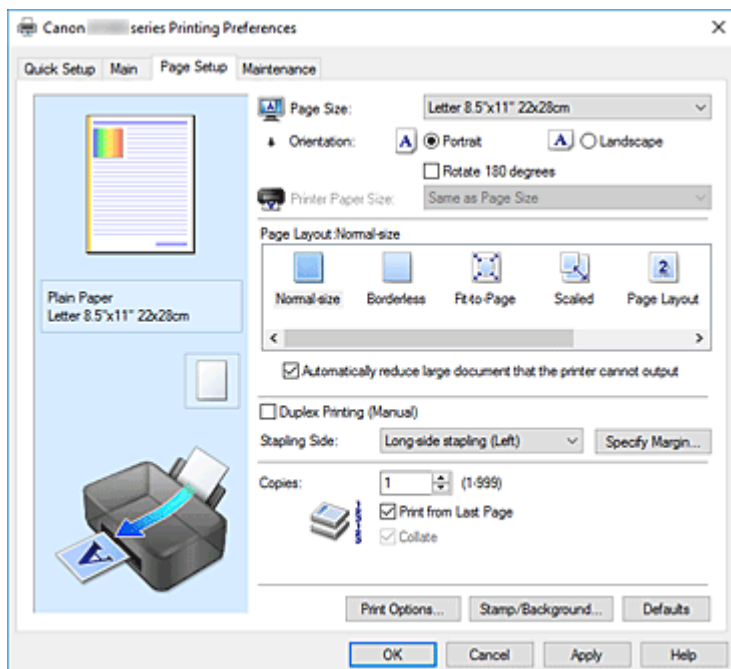 Canon series Printing Preferences
Quick Setup Main Page Setup Maintenance
Page Size: Letter 8.5"x11" 22x28cm
Orientation: A Portrait A Landscape
Rotate 180 degrees
Printer Paper Size: Same as Page Size
Page Layout:Normal-size
2
Normal-size Borderless Fit-to-Page Scaled Page Layout
Plain Paper
Letter 8.5"x11" 22x28cm
Automatically reduce large document that the printer cannot output
Duplex Printing (Manual)
Stapling Side: Long-side stapling (Left) Specify Margin...
Copies: 1 (1-999)
Print from Last Page
Collate
A
Print Options... Stamp/Background... Defaults
OK Cancel Apply Help